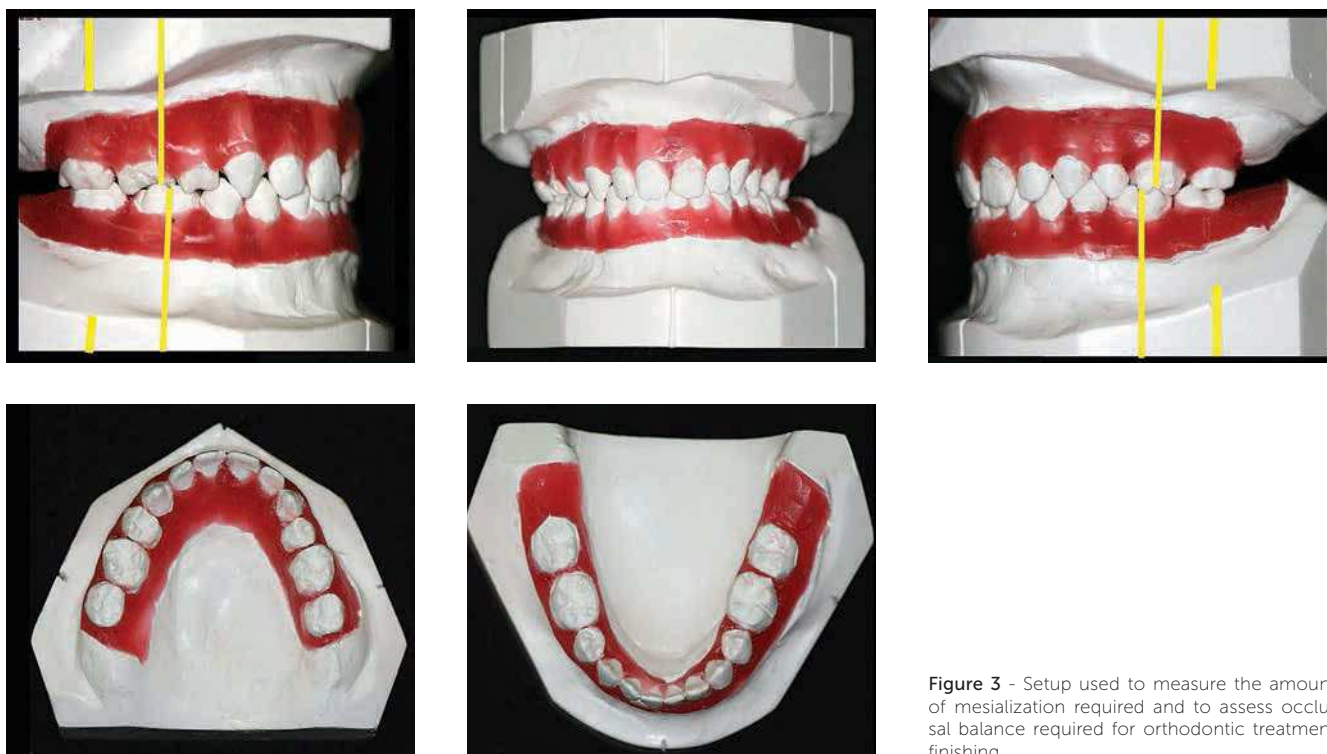 Figure 3 - Setup used to measure the amoun
of mesialization required and to assess occlu
sal balance required for orthodontic treatmen
finishing